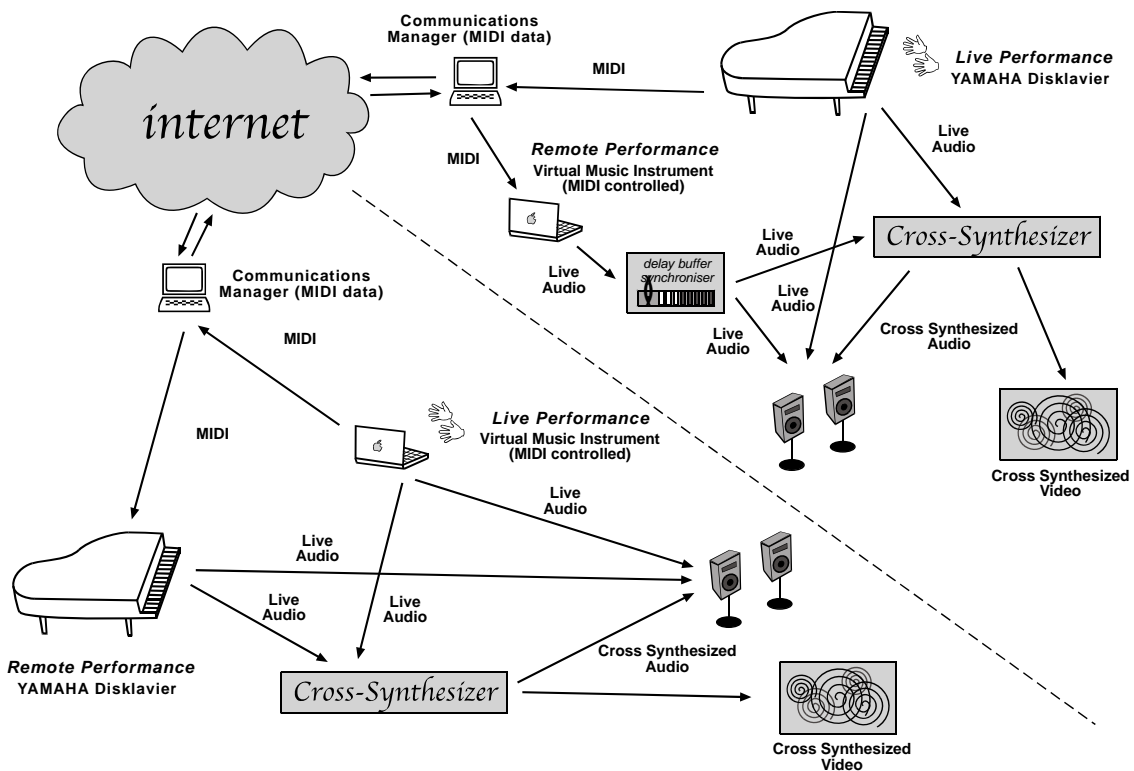 Communications
Manager (MIDI data)
MIDI
Live Performance
YAMAHA Disklavier
internet
Live
Audio
MIDI
Remote Performance
Virtual Music Instrument
(MIDI controlled)
Cross-Synthesizer
Live
Audio
delay buffer
synchroniser
Live
Audio
Communications
Manager (MIDI data)
Live
Audio
Live
Audio
Cross Synthesized
Audio
MIDI
Live Performance
Virtual Music Instrument
(MIDI controlled)
MIDI
Cross Synthesized
Video
Live
Audio
Live
Audio
Live
Audio
Live
Audio
Cross Synthesized
Audio
Remote Performance
YAMAHA Disklavier
Cross-Synthesizer
Cross Synthesized
Video